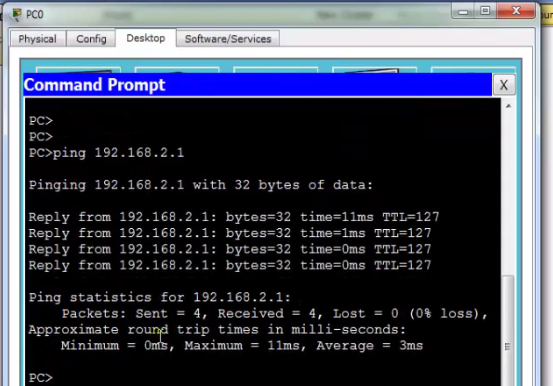 PC0
Physical Config Desktop Software/Services
Command Prompt X
PC>
PC>
PC>ping 192.168.2.1
Pinging 192.168.2.1 with 32 bytes of data:
Reply from 192.168.2.1: bytes=32 time=11ms TTL=127
Reply from 192.168.2.1: bytes=32 time=1ms TTL=127
Reply from 192.168.2.1: bytes=32 time=0ms TTL=127
Reply from 192.168.2.1: bytes=32 time=0ms TTL=127
Ping statistics for 192.168.2.1:
Packets: Sent = 4, Received = 4, Lost = 0 (0% loss),
Approximate round trip times in milli-seconds:
Minimum = 0ms, Maximum = 11ms, Average = 3ms
PC>